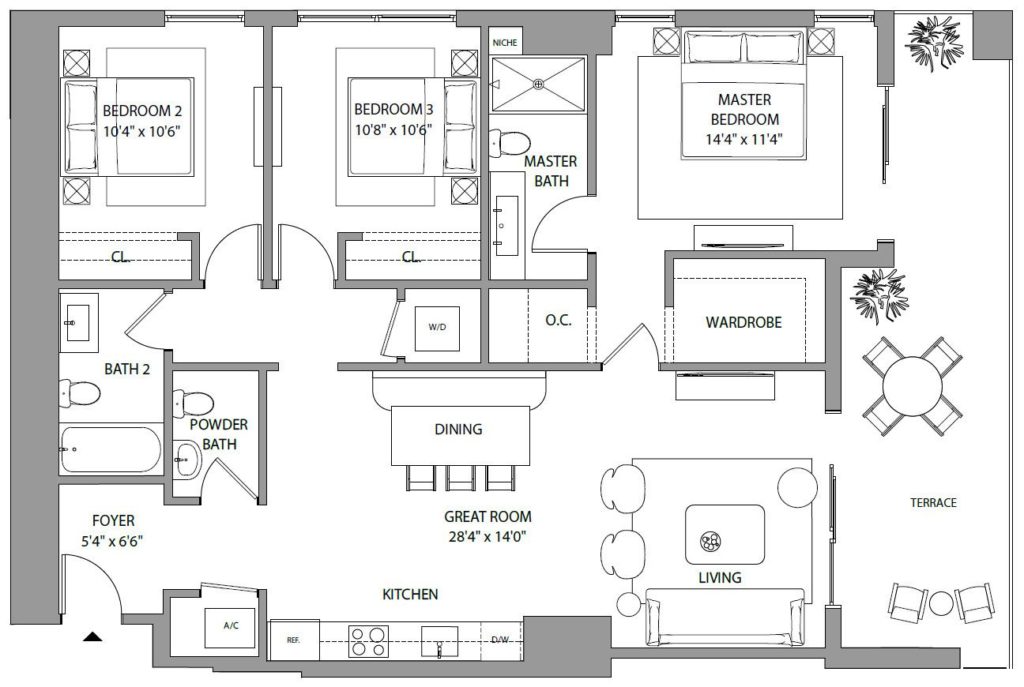 NICHE
BEDROOM 2
10'4" x 10'6"
BEDROOM 3
10'8" x 10'6"
MASTER
BEDROOM
14'4" x 11'4"
MASTER
BATH
CL.
CL.
W/D
O.C.
WARDROBE
BATH 2
POWDER
BATH
DINING
TERRACE
FOYER
5'4" x 6'6"
GREAT ROOM
28'4" x 14'0"
LIVING
KITCHEN
A/C
REF.
D/W